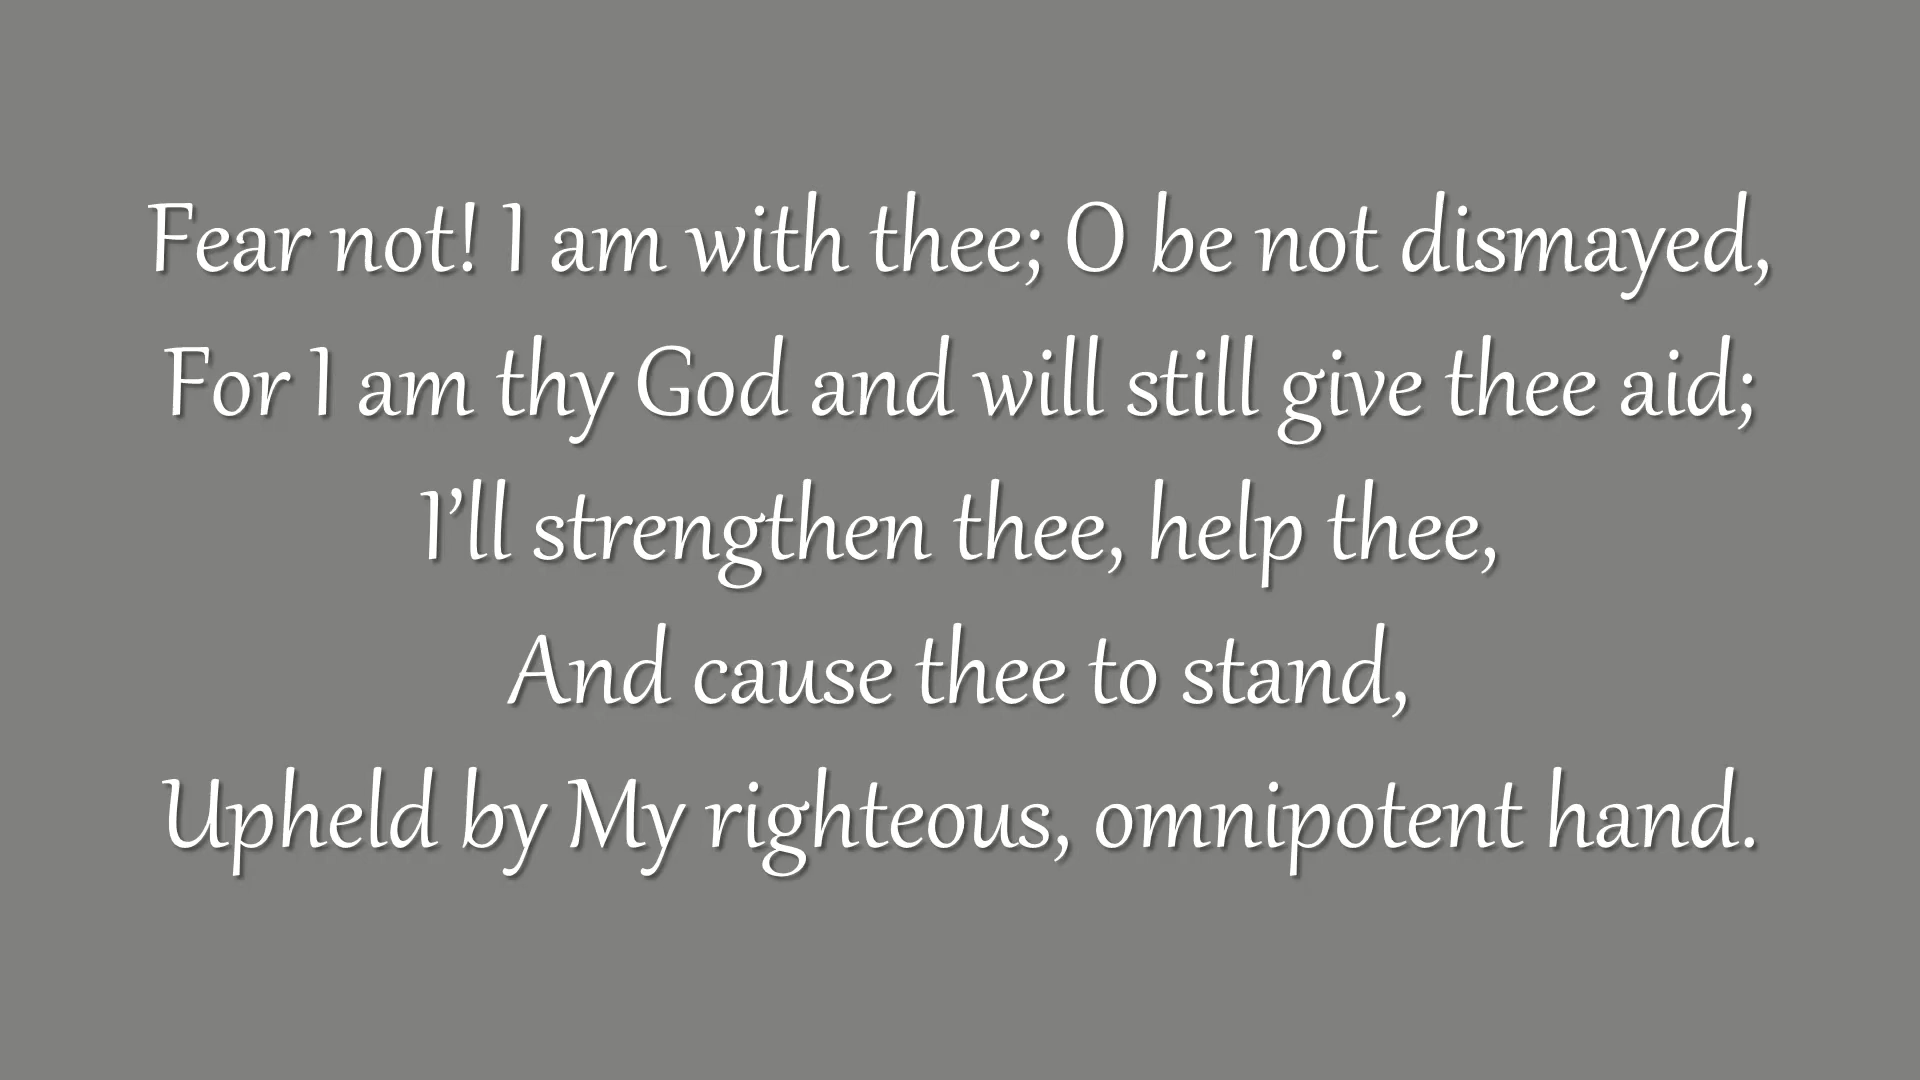 Fear not! I am with thee; O be not dismayed,
For I am thy God and will still give thee aid;
I’ll strengthen thee, help thee,
And cause thee to stand,
Upheld by My righteous, omnipotent hand.